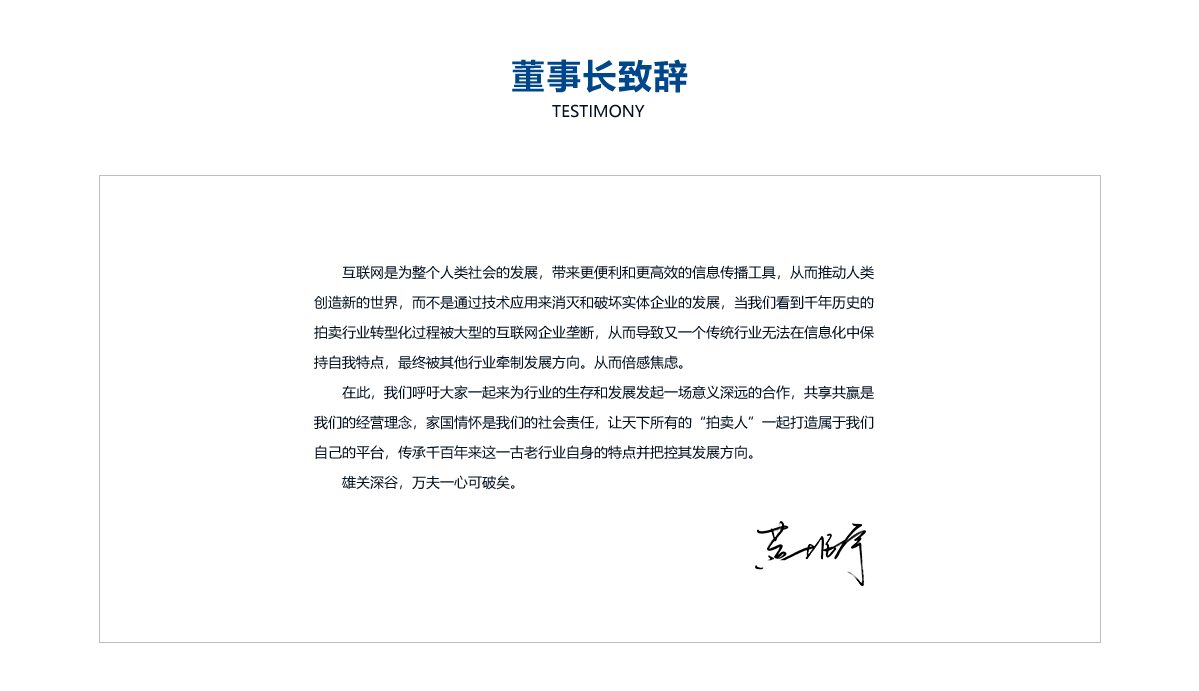 董事长致辞
TESTIMONY
互联网是为整个人类社会的发展，带来更便利和更高效的信息传播工具，从而推动人类
创造新的世界，而不是通过技术应用来消灭和破坏实体企业的发展，当我们看到千年历史的
拍卖行业转型化过程被大型的互联网企业垄断，从而导致又一个传统行业无法在信息化中保
持自我特点，最终被其他行业牵制发展方向。从而倍感焦虑。
在此，我们呼吁大家一起来为行业的生存和发展发起一场意义深远的合作，共享共赢是
我们的经营理念，家国情怀是我们的社会责任，让天下所有的“拍卖人”一起打造属于我们
自己的平台，传承千百年来这一古老行业自身的特点并把控其发展方向。
雄关深谷，万夫一心可破矣。